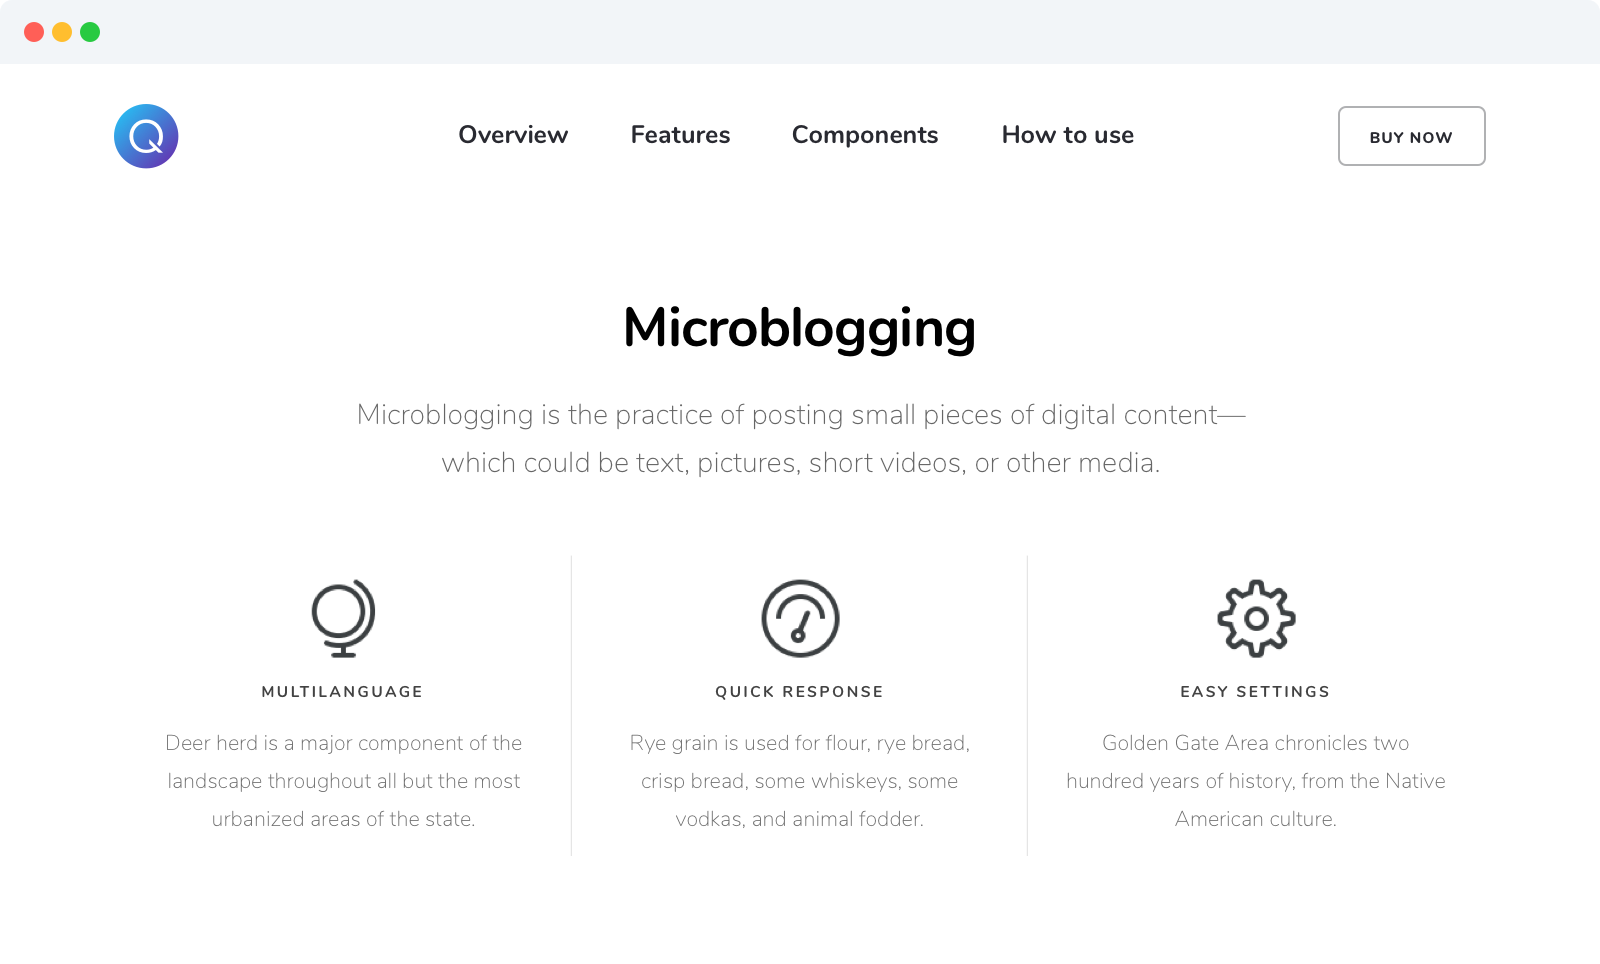 Q
Overview Features Components How to use BUY NOW
Microblogging
Microblogging is the practice of posting small pieces of digital content—
which could be text, pictures, short videos, or other media.
MULTILANGUAGE
Deer herd is a major component of the
landscape throughout all but the most
urbanized areas of the state.
QUICK RESPONSE
Rye grain is used for flour, rye bread,
crisp bread, some whiskeys, some
vodkas, and animal fodder.
EASY SETTINGS
Golden Gate Area chronicles two
hundred years of history, from the Native
American culture.